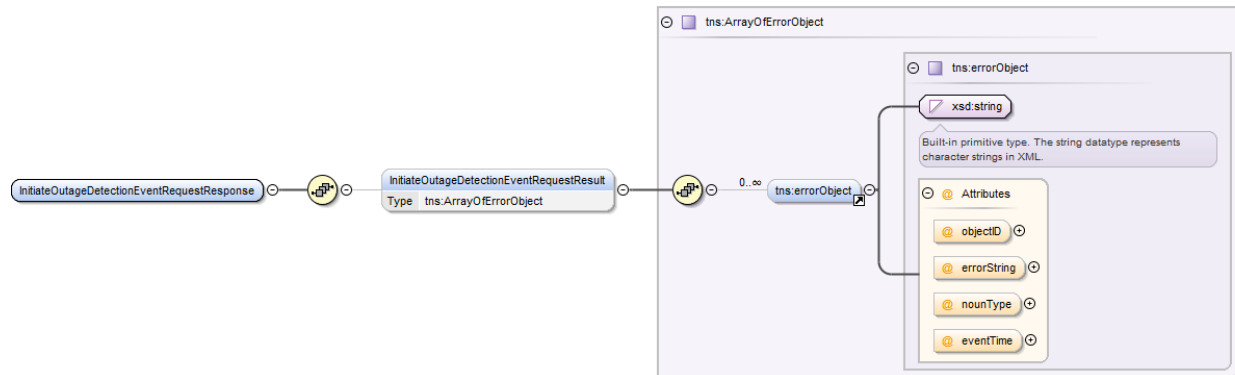 tns:ArrayOfErrorObject
tns:errorObject
xsd:string
Built-in primitive type. The string datatype represents
character strings in XML.
InitiateOutageDetectionEventRequestResponse
InitiateOutageDetectionEventRequestResult
Type tns:ArrayOfErrorObject
0..∞
tns:errorObject
@ Attributes
@ objectID
@ errorString
@ nounType
@ eventTime